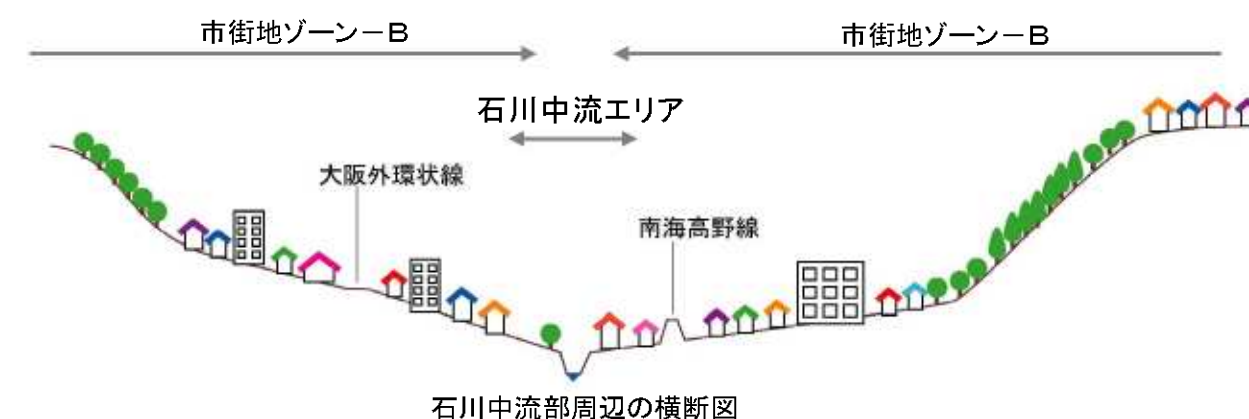 市街地ゾーン－B
市街地ゾーン－B
石川中流エリア
大阪外環状線
南海高野線
石川中流部周辺の横断図